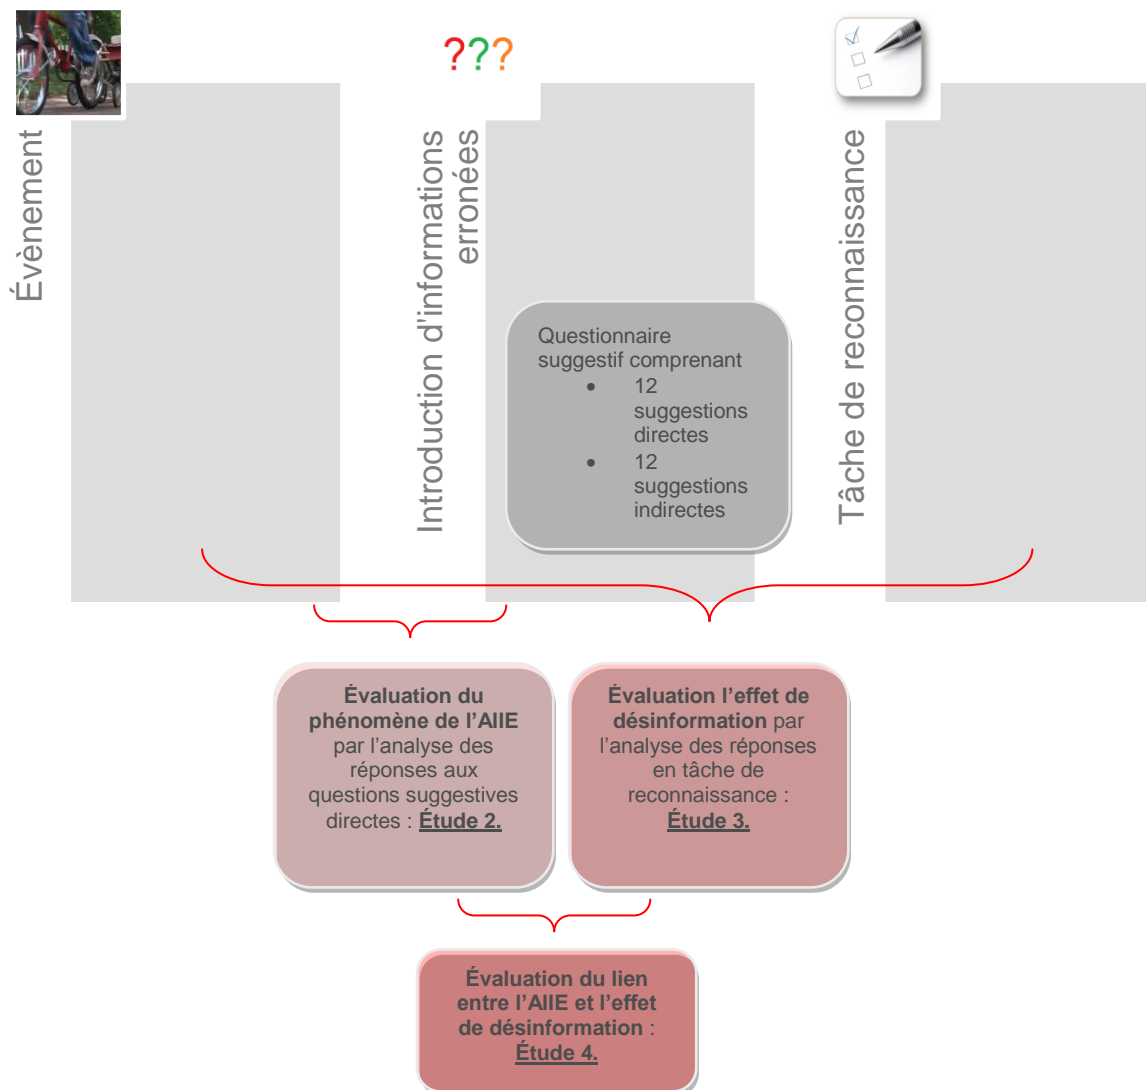 ???
Évènement
Introduction d'informations
erronées
Tâche de reconnaissance
Questionnaire
suggestif comprenant
• 12
suggestions
directes
• 12
suggestions
indirectes
Évaluation du
phénomène de l’AIIE
par l’analyse des
réponses aux
questions suggestives
directes : Étude 2.
Évaluation l’effet de
désinformation par
l’analyse des réponses
en tâche de
reconnaissance :
Étude 3.
Évaluation du lien
entre l’AIIE et l’effet
de désinformation :
Étude 4.